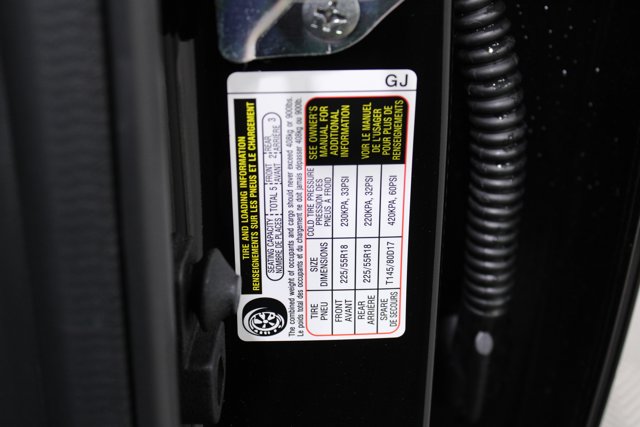 GJ
TIRE AND LOADING INFORMATION
RENSEIGNEMENTS SUR LES PNEUS ET LE CHARGEMENT
SEATING CAPACITY TOTAL 5 FRONT 2 REAR 3
NOMBRE DE PLACES AVANT ARRIÈRE
The combined weight of occupants and cargo should never exceed 408kg or 900lbs.
Le poids total des occupants et du chargement ne doit jamais dépasser 408kg ou 900lb.
TIRE
PNEU
SIZE
DIMENSIONS
COLD TIRE PRESSURE
PRESSION DES
PNEUS À FROID
SEE OWNER'S
MANUAL FOR
ADDITIONAL
INFORMATION
FRONT
AVANT
225/55R18
230KPA, 33PSI
REAR
ARRIÈRE
225/55R18
220KPA, 32PSI
VOIR LE MANUEL
DE L'USAGER
POUR PLUS DE
RENSEIGNEMENTS
SPARE
DE SECOURS
T145/80D17
420KPA, 60PSI